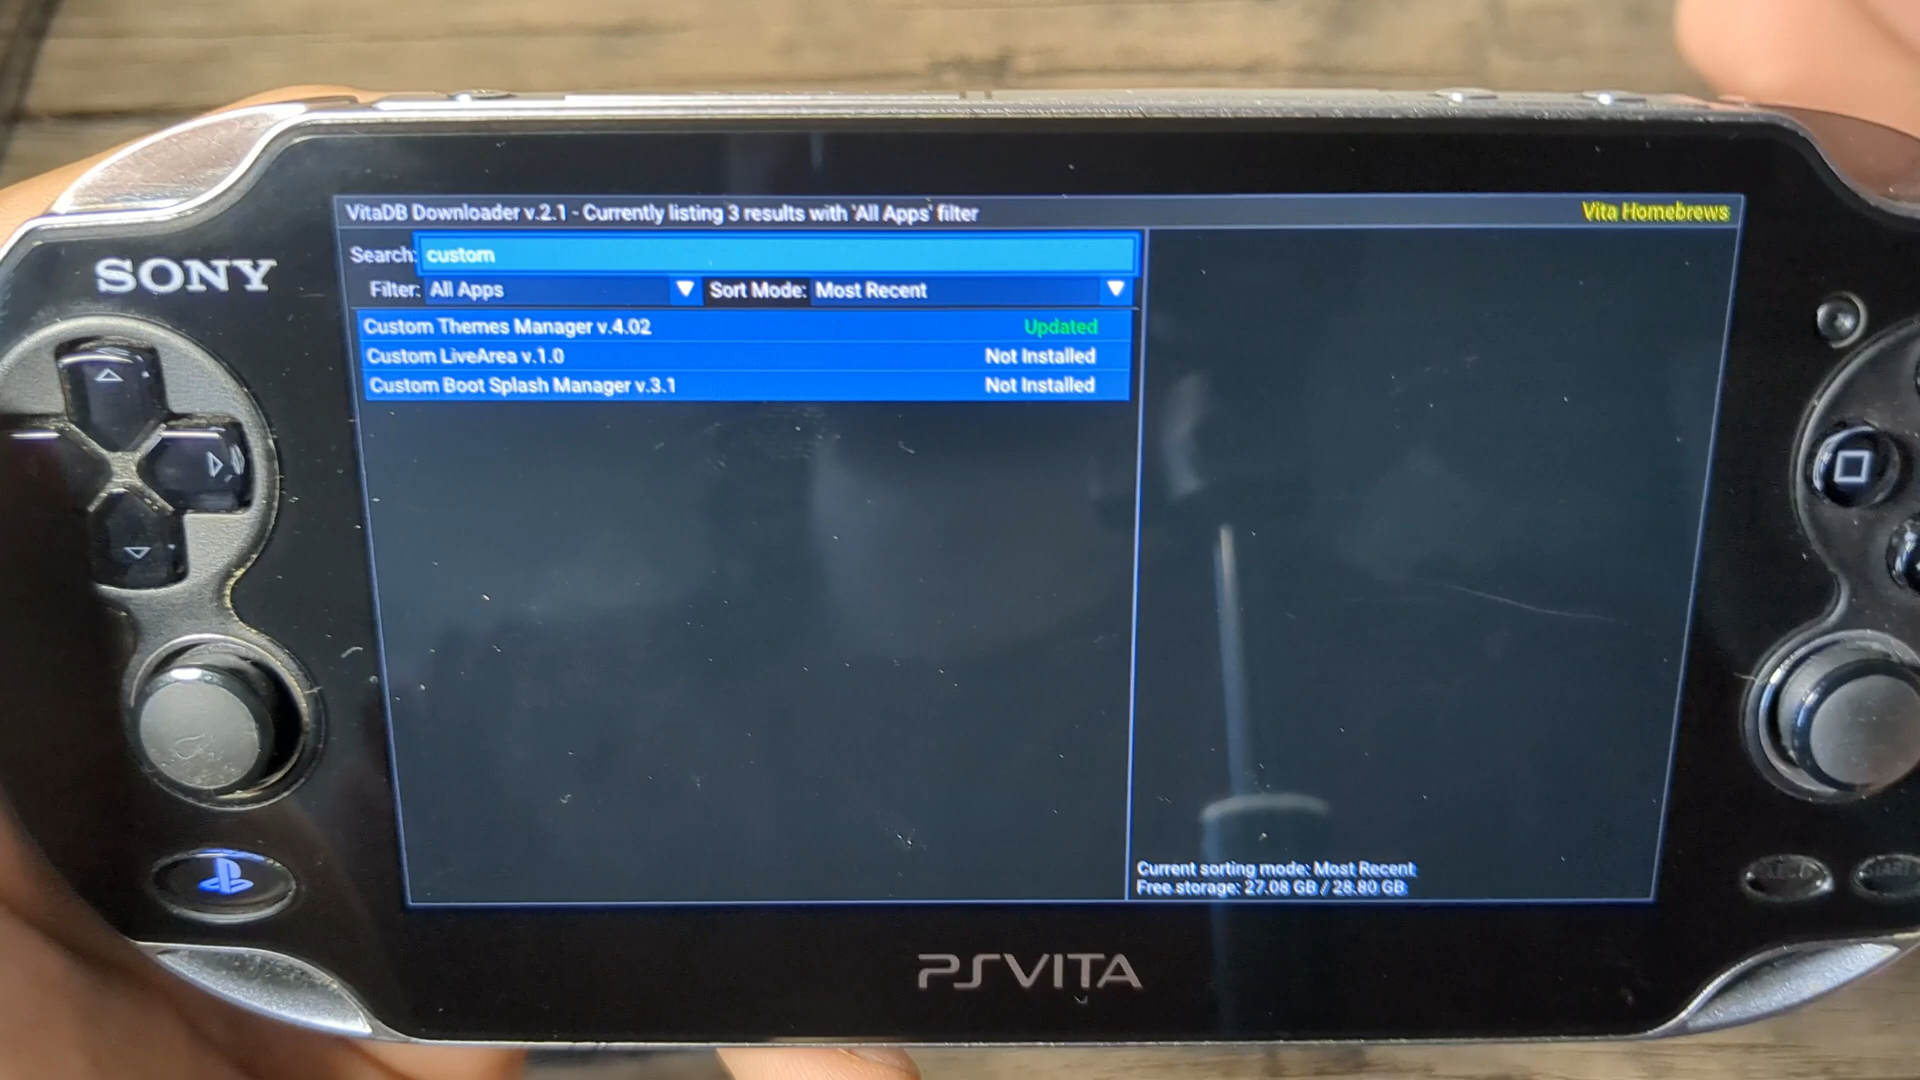 VitaDB Downloader v.2.1 - Currently listing 3 results with 'All Apps' filter Vita Homebrews
Search: custom
Filter: All Apps Sort Mode: Most Recent
Custom Themes Manager v.4.02 Updated
Custom LiveArea v.1.0 Not Installed
Custom Boot Splash Manager v.3.1 Not Installed
SONY
Current sorting mode: Most Recent
Free storage: 27.08 GB / 28.80 GB
START
PSVITA